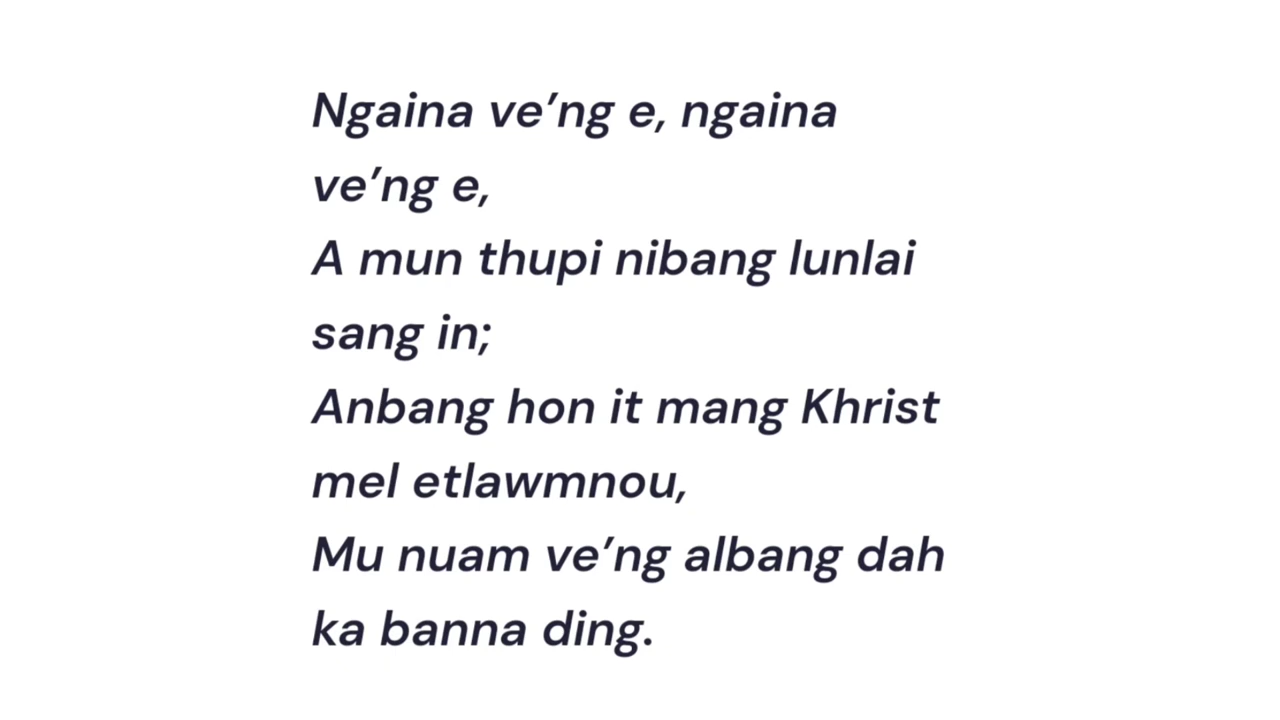 Ngaina ve’ng e, ngaina
ve’ng e,
A mun thupi nibang lunlai
sang in;
Anbang hon it mang Khrist
mel etlawmnou,
Mu nuam ve’ng albang dah
ka banna ding.